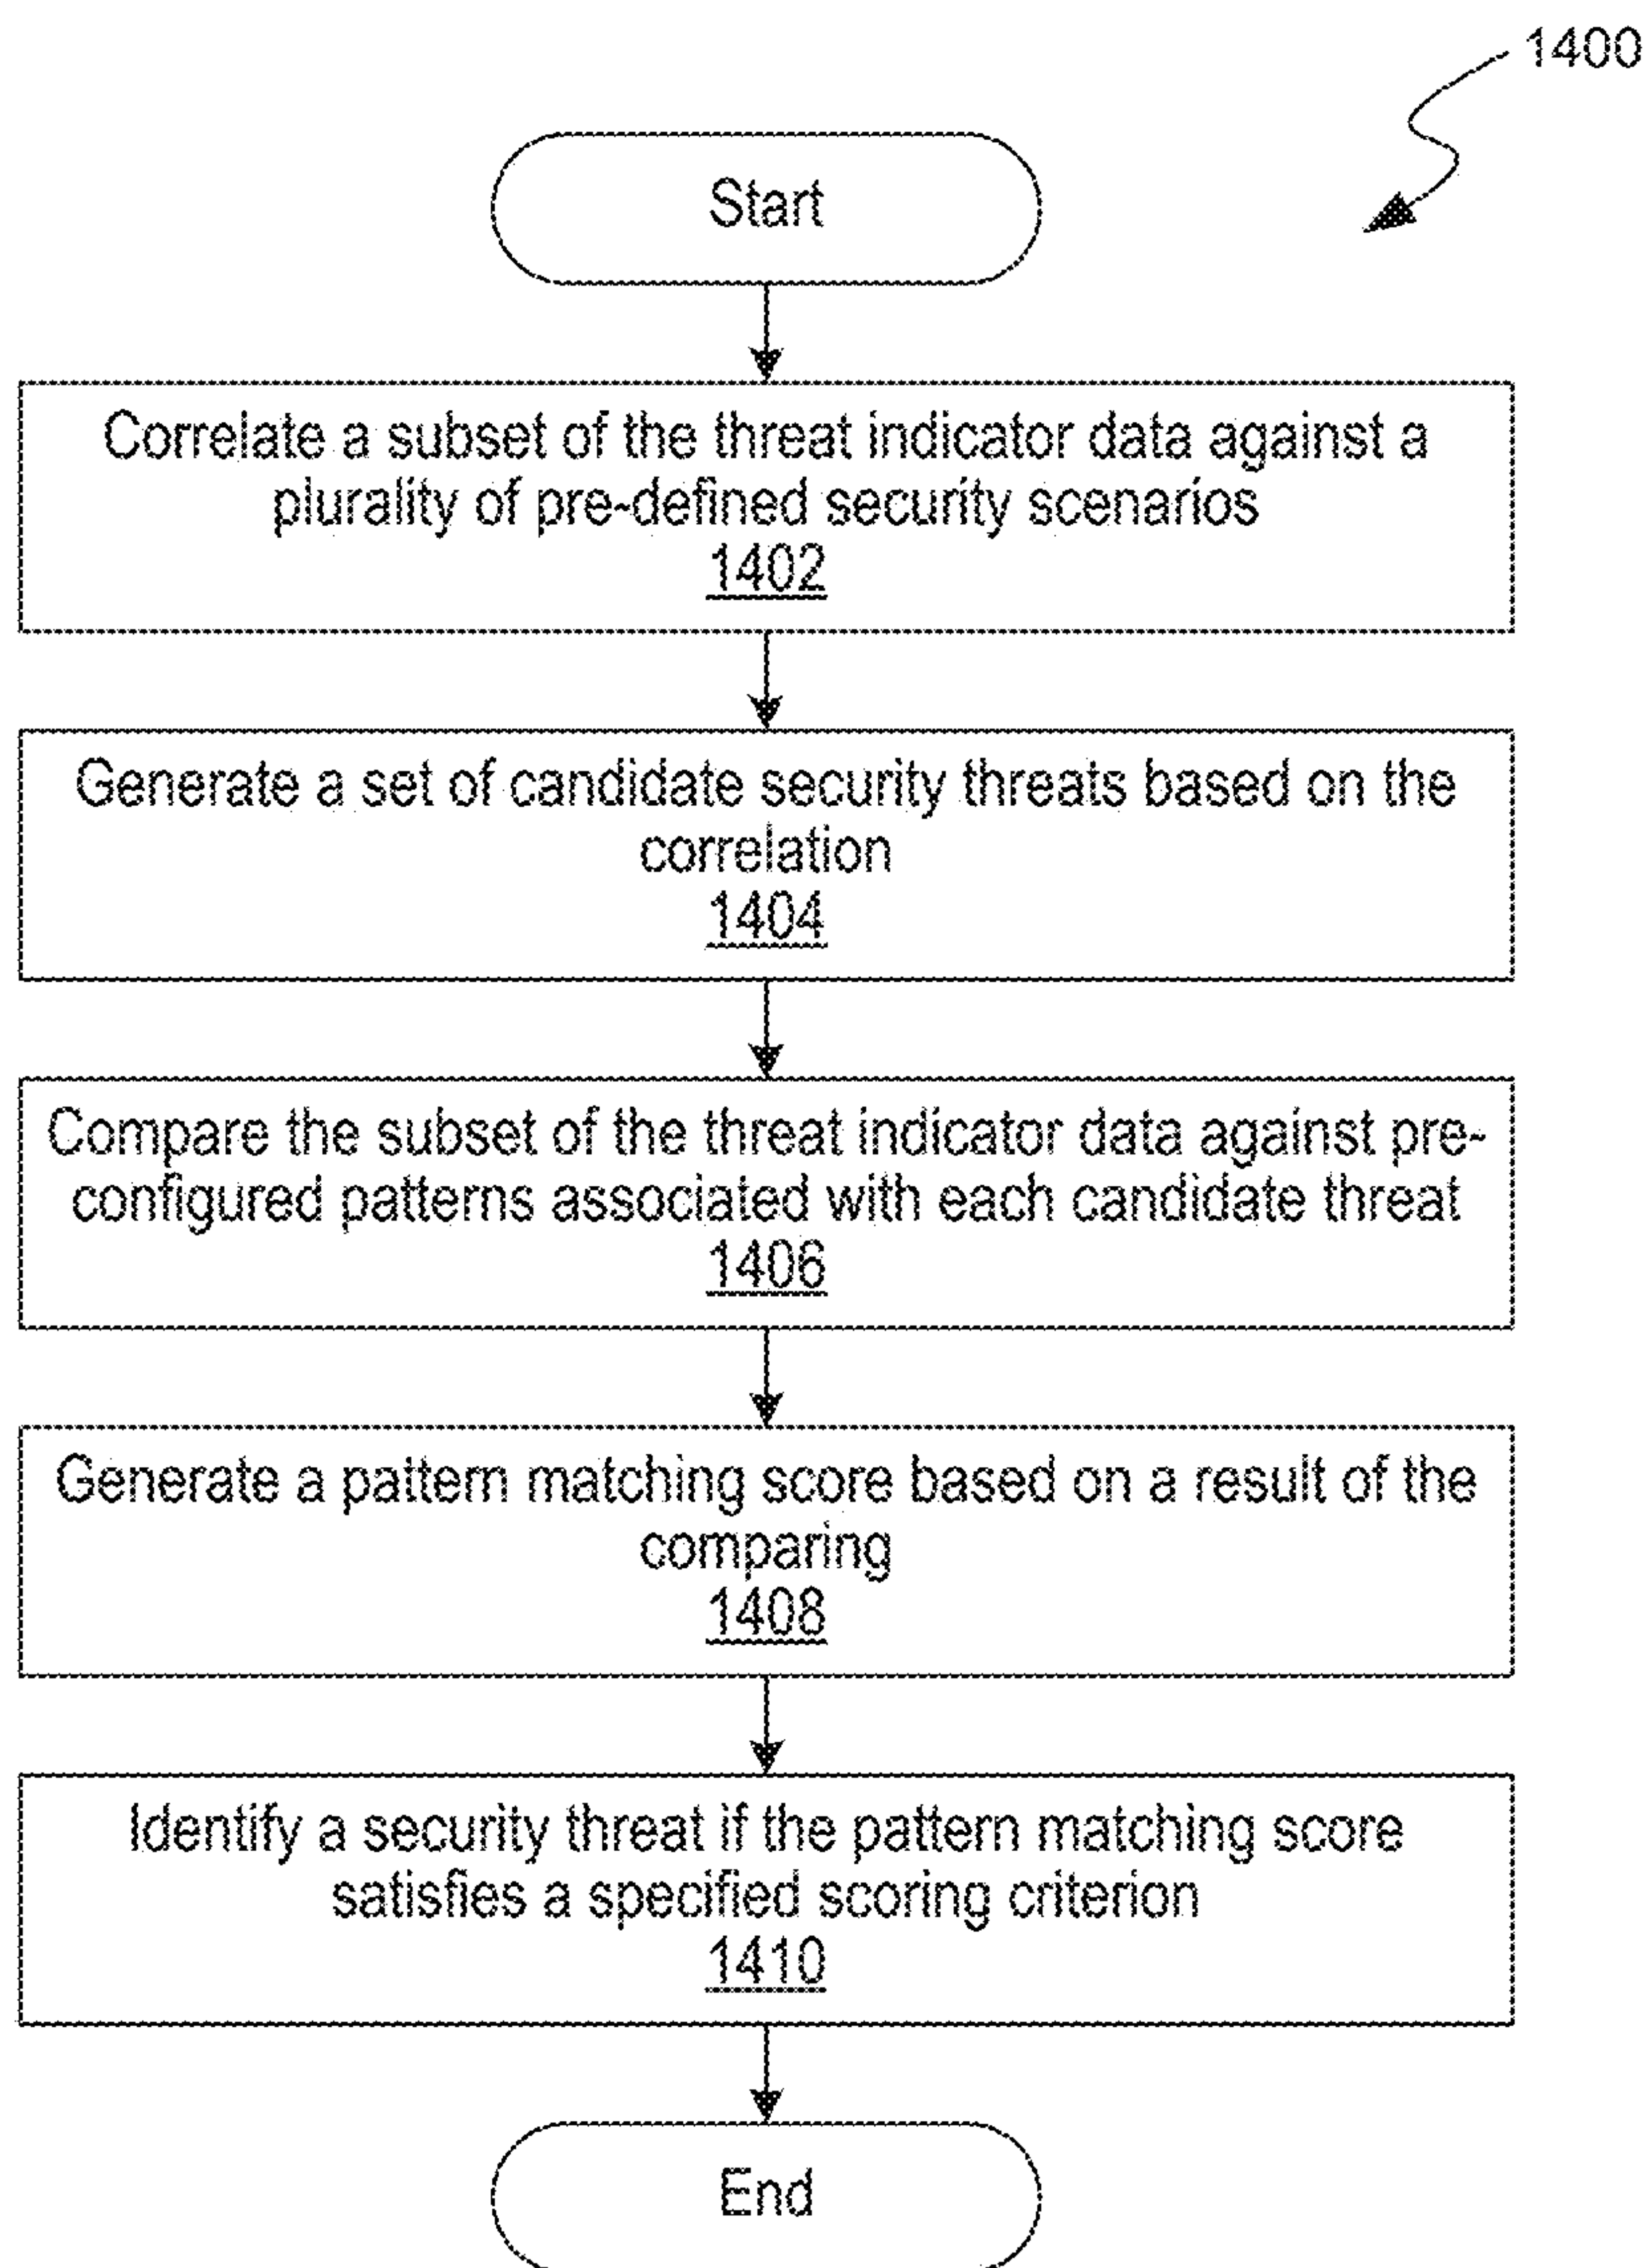 1400
Start
Correlate a subset of the threat indicator data against a
plurality of pre-defined security scenarios
1402
Generate a set of candidate security threats based on the
correlation
1404
Compare the subset of the threat indicator data against pre-
configured patterns associated with each candidate threat
1406
Generate a pattern matching score based on a result of the
comparing
1408
Identify a security threat if the pattern matching score
satisfies a specified scoring criterion
1410
End